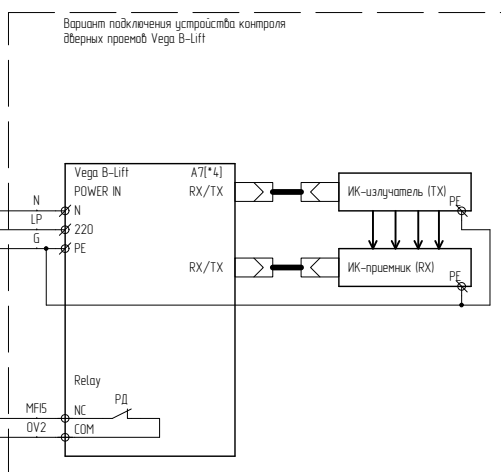 Вариант подключения устройства контроля
дверных проемов Vega B-Lift
Vega B-Lift A7[*4]
POWER IN RX/TX
ИК-излучатель (TX)
PE
N
N
LP
220
G
PE
RX/TX
ИК-приемник (RX)
PE
Relay
РД
MFI5
NC
0V2
COM